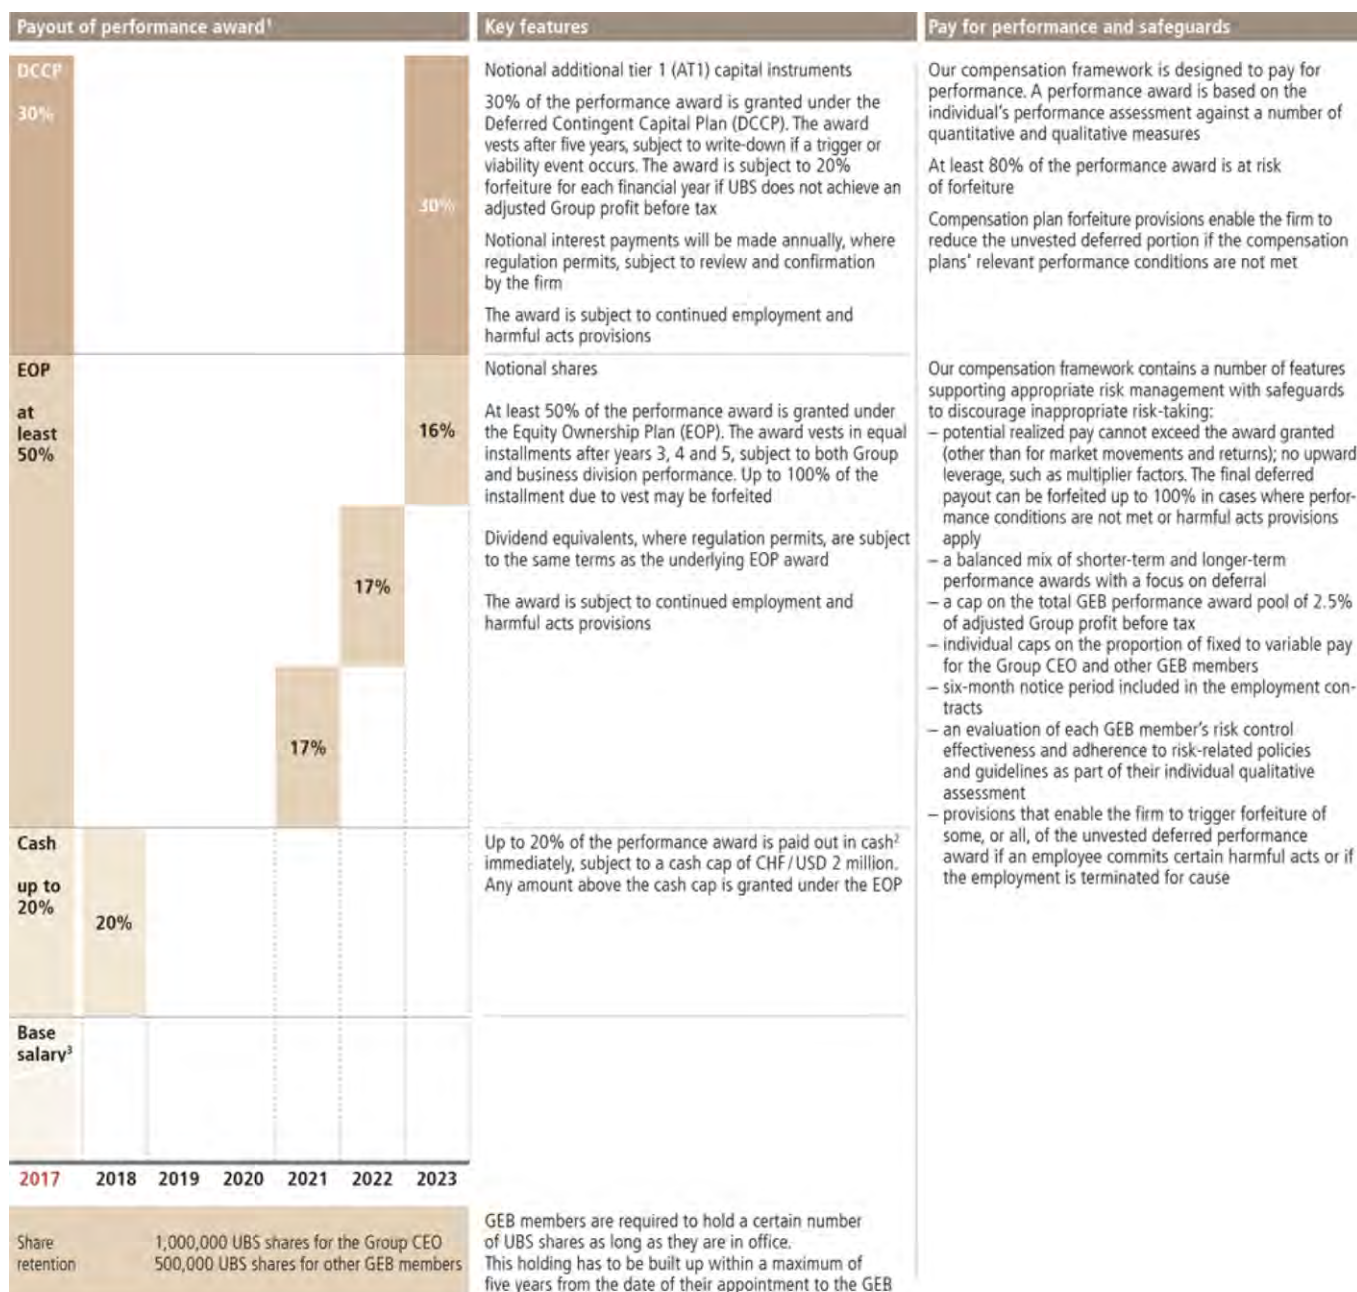 Payout of performance award¹
DCCP
30%
30%
EOP
at
least
50%
16%
17%
17%
Cash
up to
20%
20%
Base
salary³
2017 2018 2019 2020 2021 2022 2023
Share
retention
1,000,000 UBS shares for the Group CEO
500,000 UBS shares for other GEB members
Key features
Notional additional tier 1 (AT1) capital instruments
30% of the performance award is granted under the
Deferred Contingent Capital Plan (DCCP). The award
vests after five years, subject to write-down if a trigger or
viability event occurs. The award is subject to 20%
forfeiture for each financial year if UBS does not achieve an
adjusted Group profit before tax
Notional interest payments will be made annually, where
regulation permits, subject to review and confirmation
by the firm
The award is subject to continued employment and
harmful acts provisions
Notional shares
At least 50% of the performance award is granted under
the Equity Ownership Plan (EOP). The award vests in equal
installments after years 3, 4 and 5, subject to both Group
and business division performance. Up to 100% of the
installment due to vest may be forfeited
Dividend equivalents, where regulation permits, are subject
to the same terms as the underlying EOP award
The award is subject to continued employment and
harmful acts provisions
Up to 20% of the performance award is paid out in cash²
immediately, subject to a cash cap of CHF / USD 2 million.
Any amount above the cash cap is granted under the EOP
GEB members are required to hold a certain number
of UBS shares as long as they are in office.
This holding has to be built up within a maximum of
five years from the date of their appointment to the GEB
Pay for performance and safeguards
Our compensation framework is designed to pay for
performance. A performance award is based on the
individual's performance assessment against a number of
quantitative and qualitative measures
At least 80% of the performance award is at risk
of forfeiture
Compensation plan forfeiture provisions enable the firm to
reduce the unvested deferred portion if the compensation
plans' relevant performance conditions are not met
Our compensation framework contains a number of features
supporting appropriate risk management with safeguards
to discourage inappropriate risk-taking:
– potential realized pay cannot exceed the award granted
(other than for market movements and returns); no upward
leverage, such as multiplier factors. The final deferred
payout can be forfeited up to 100% in cases where perfor-
mance conditions are not met or harmful acts provisions
apply
– a balanced mix of shorter-term and longer-term
performance awards with a focus on deferral
– a cap on the total GEB performance award pool of 2.5%
of adjusted Group profit before tax
– individual caps on the proportion of fixed to variable pay
for the Group CEO and other GEB members
– six-month notice period included in the employment con-
tracts
– an evaluation of each GEB member's risk control
effectiveness and adherence to risk-related policies
and guidelines as part of their individual qualitative
assessment
– provisions that enable the firm to trigger forfeiture of
some, or all, of the unvested deferred performance
award if an employee commits certain harmful acts or if
the employment is terminated for cause